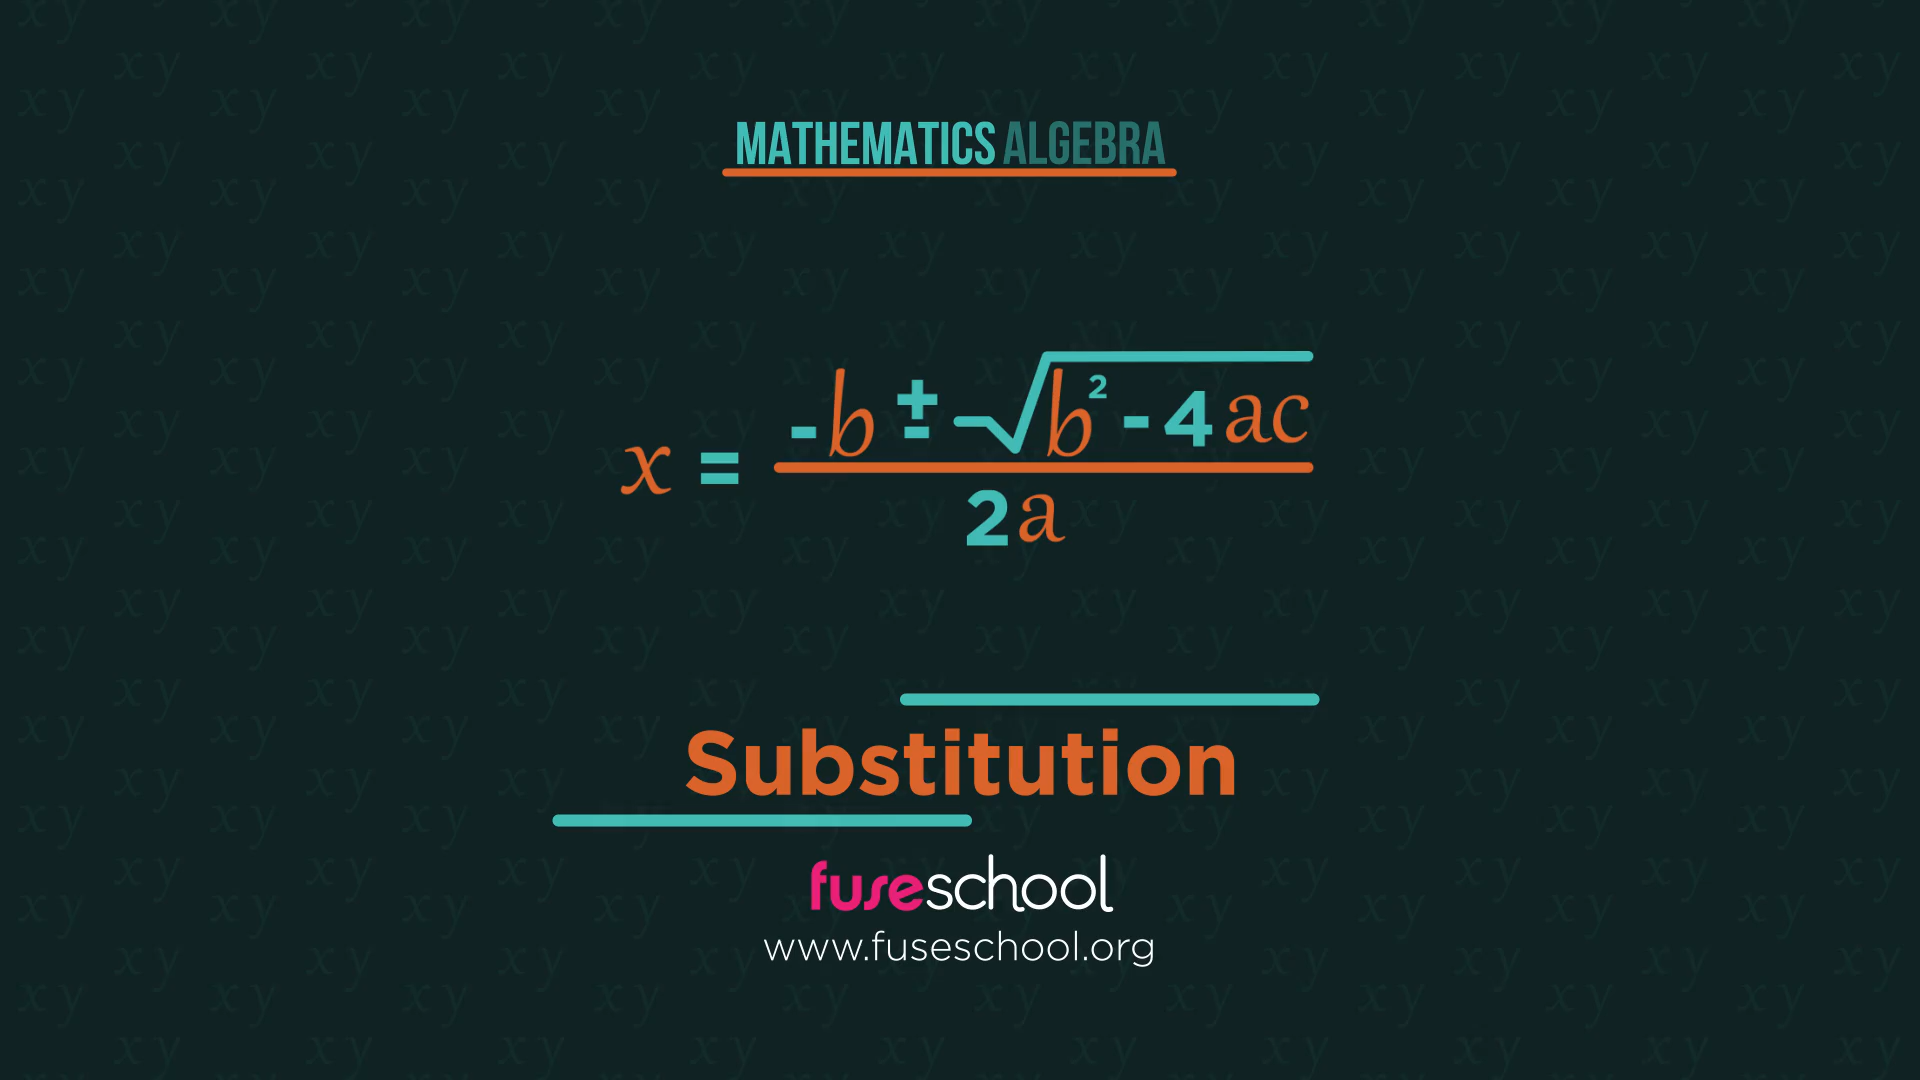 MATHEMATICS ALGEBRA
x = -b ± √b² - 4ac
2a
Substitution
fuseschool
www.fuseschool.org